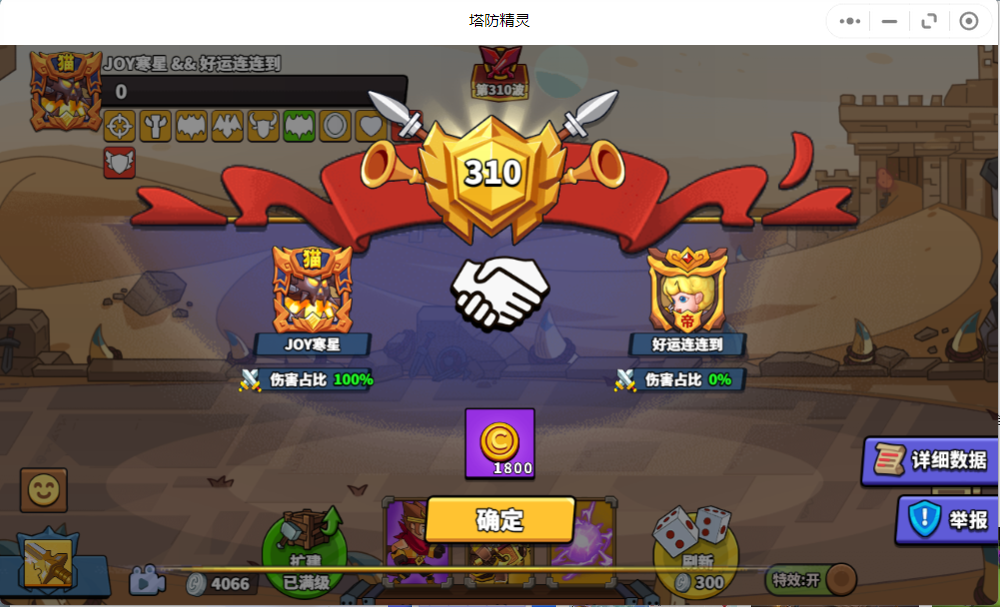 塔防精灵
猫
JOY寒星 && 好运连连到
0
第310波
310
猫
帝
JOY寒星
好运连连到
伤害占比 100%
伤害占比 0%
1800
详细数据
确定
举报
扩建
已满级
刷新
4066
300
特效:开